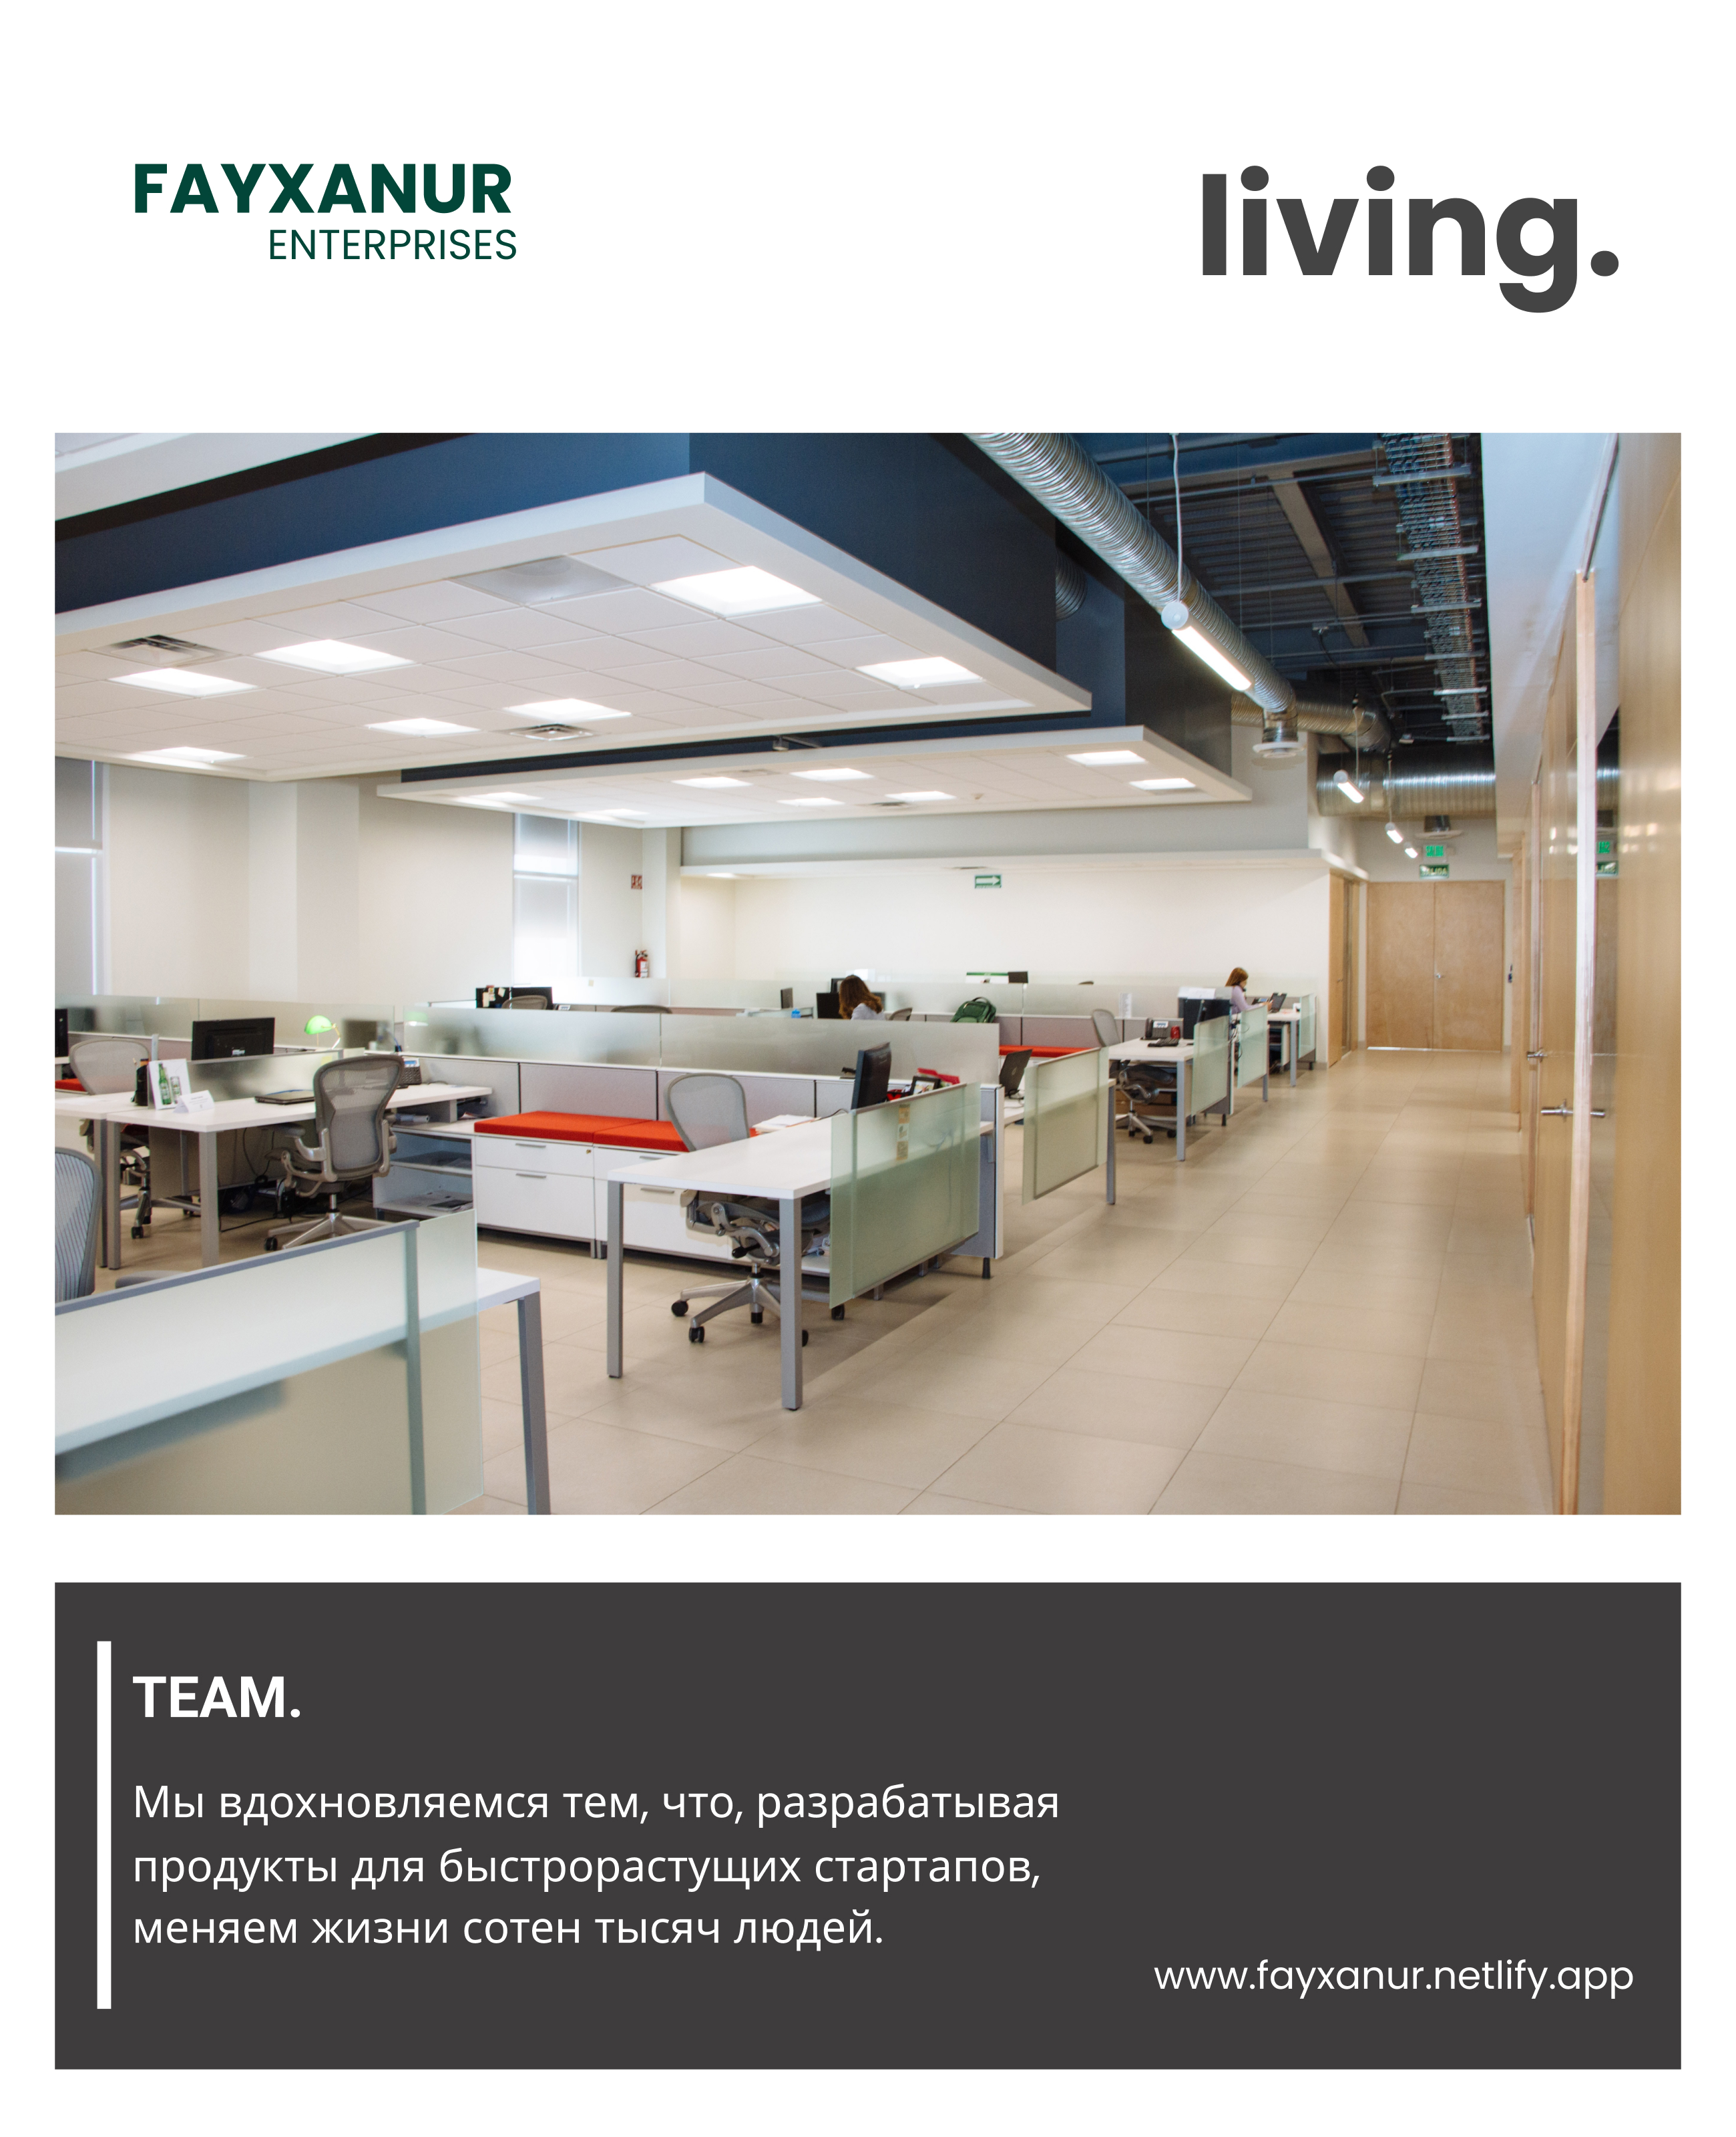 FAYXANUR
ENTERPRISES
living.
TEAM.
Мы вдохновляемся тем, что, разрабатывая
продукты для быстрорастущих стартапов,
меняем жизни сотен тысяч людей.
www.fayxanur.netlify.app